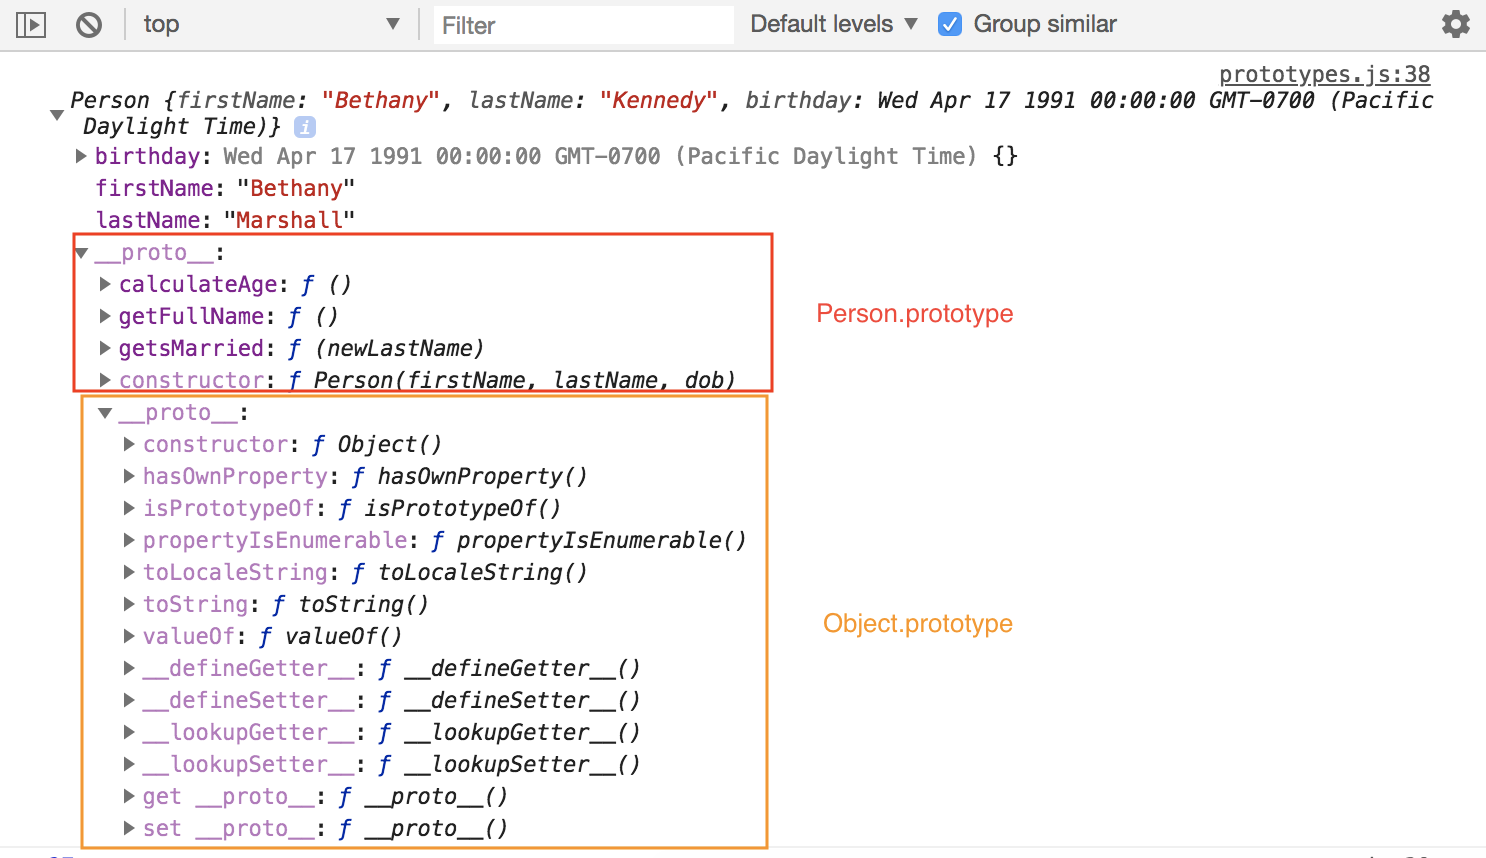 top
Filter
Default levels
Group similar
prototypes.js:38
Person {firstName: "Bethany", lastName: "Kennedy", birthday: Wed Apr 17 1991 00:00:00 GMT-0700 (Pacific
Daylight Time)} i
birthday: Wed Apr 17 1991 00:00:00 GMT-0700 (Pacific Daylight Time) {}
firstName: "Bethany"
lastName: "Marshall"
__proto__:
calculateAge: ƒ ()
getFullName: ƒ ()
getsMarried: ƒ (newLastName)
constructor: ƒ Person(firstName, lastName, dob)
Person.prototype
__proto__:
constructor: ƒ Object()
hasOwnProperty: ƒ hasOwnProperty()
isPrototypeOf: ƒ isPrototypeOf()
propertyIsEnumerable: ƒ propertyIsEnumerable()
toLocaleString: ƒ toLocaleString()
toString: ƒ toString()
valueOf: ƒ valueOf()
__defineGetter__: ƒ __defineGetter__()
__defineSetter__: ƒ __defineSetter__()
__lookupGetter__: ƒ __lookupGetter__()
__lookupSetter__: ƒ __lookupSetter__()
get __proto__: ƒ __proto__()
set __proto__: ƒ __proto__()
Object.prototype